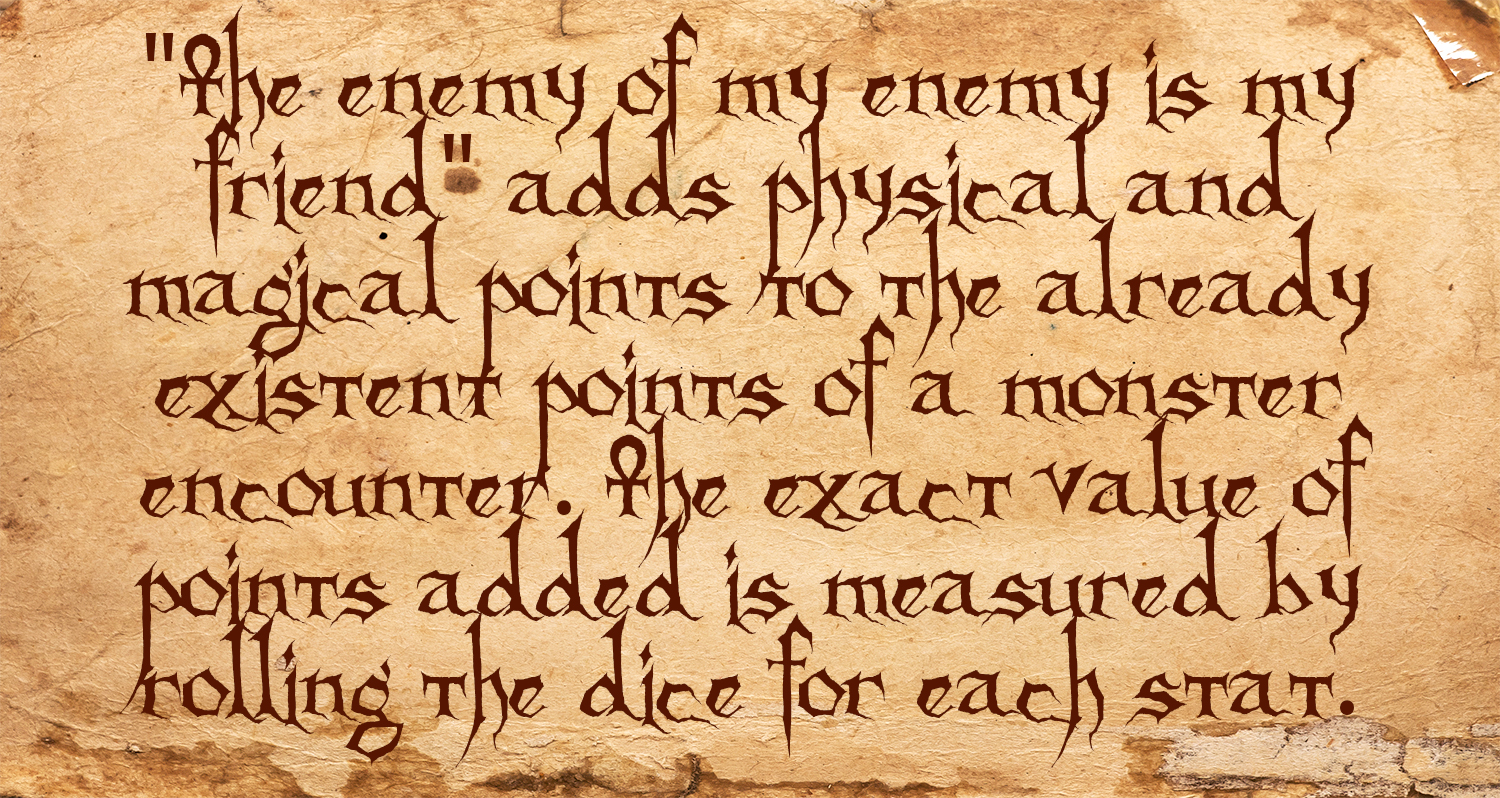 "The enemy of my enemy is my
friend" adds physical and
magical points to the already
existent points of a monster
encounter. The exact value of
points added is measured by
rolling the dice for each stat.